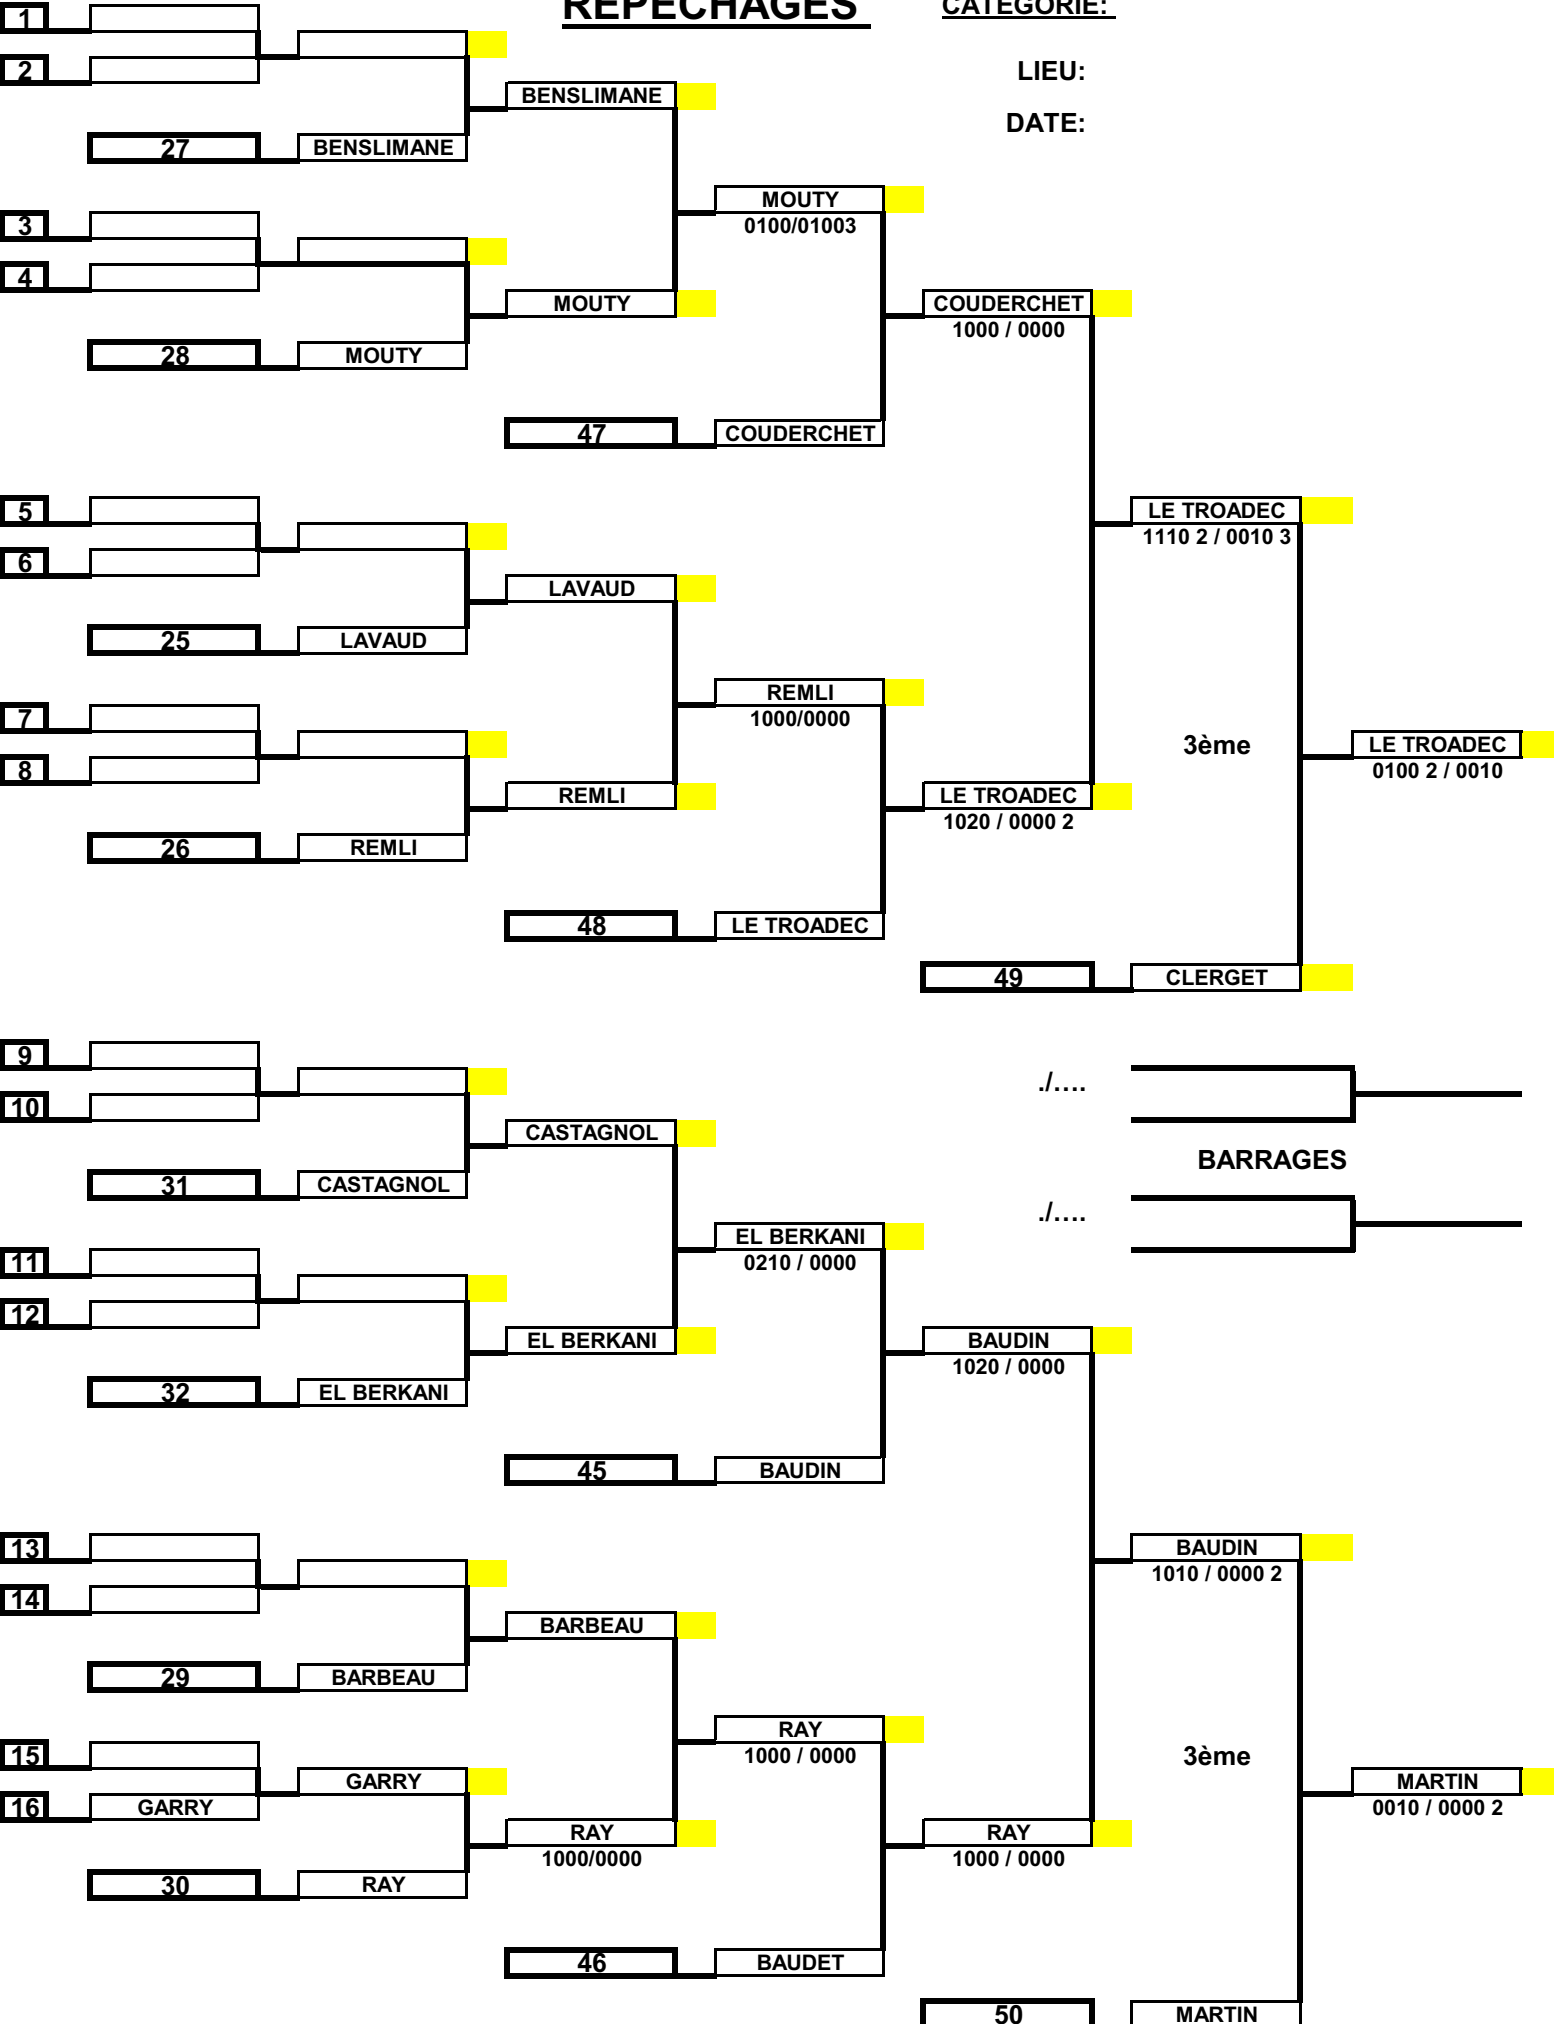 REPECHAGES
CATEGORIE:
1
2
LIEU:
BENSLIMANE
DATE:
27
BENSLIMANE
MOUTY
3
0100/01003
4
MOUTY
COUDERCHET
1000 / 0000
28
MOUTY
47
COUDERCHET
5
LE TROADEC
1110 2 / 0010 3
6
LAVAUD
25
LAVAUD
REMLI
7
1000/0000
3ème
LE TROADEC
8
0100 2 / 0010
REMLI
LE TROADEC
1020 / 0000 2
26
REMLI
48
LE TROADEC
49
CLERGET
9
./....
10
CASTAGNOL
BARRAGES
31
CASTAGNOL
./....
EL BERKANI
11
0210 / 0000
12
EL BERKANI
BAUDIN
1020 / 0000
32
EL BERKANI
45
BAUDIN
13
BAUDIN
1010 / 0000 2
14
BARBEAU
29
BARBEAU
RAY
15
1000 / 0000
3ème
GARRY
MARTIN
16
GARRY
0010 / 0000 2
RAY
RAY
1000/0000
1000 / 0000
30
RAY
46
BAUDET
50
MARTIN